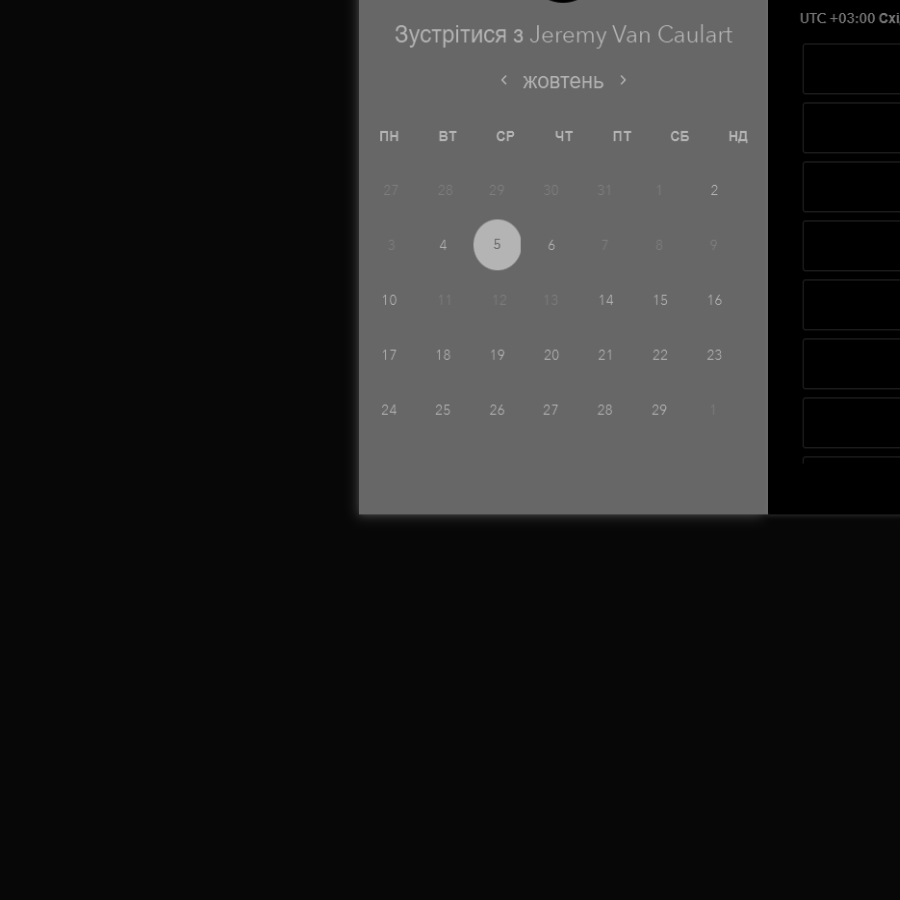 Зустрітися з Jeremy Van Caulart
UTC +03:00
‹ жовтень ›
ПН ВТ СР ЧТ ПТ СБ НД
27 28 29 30 31 1 2
3 4 5 6 7 8 9
10 11 12 13 14 15 16
17 18 19 20 21 22 23
24 25 26 27 28 29 1